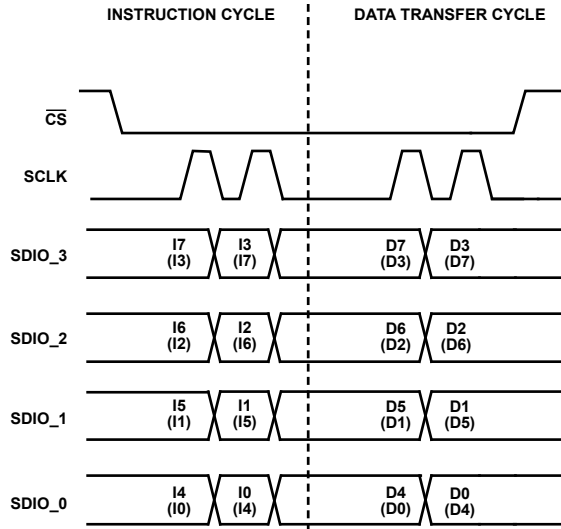 INSTRUCTION CYCLE DATA TRANSFER CYCLE
CS
SCLK
SDIO_3 I7 I3 D7 D3
(I3) (I7) (D3) (D7)
SDIO_2 I6 I2 D6 D2
(I2) (I6) (D2) (D6)
SDIO_1 I5 I1 D5 D1
(I1) (I5) (D1) (D5)
SDIO_0 I4 I0 D4 D0
(I0) (I4) (D0) (D4)